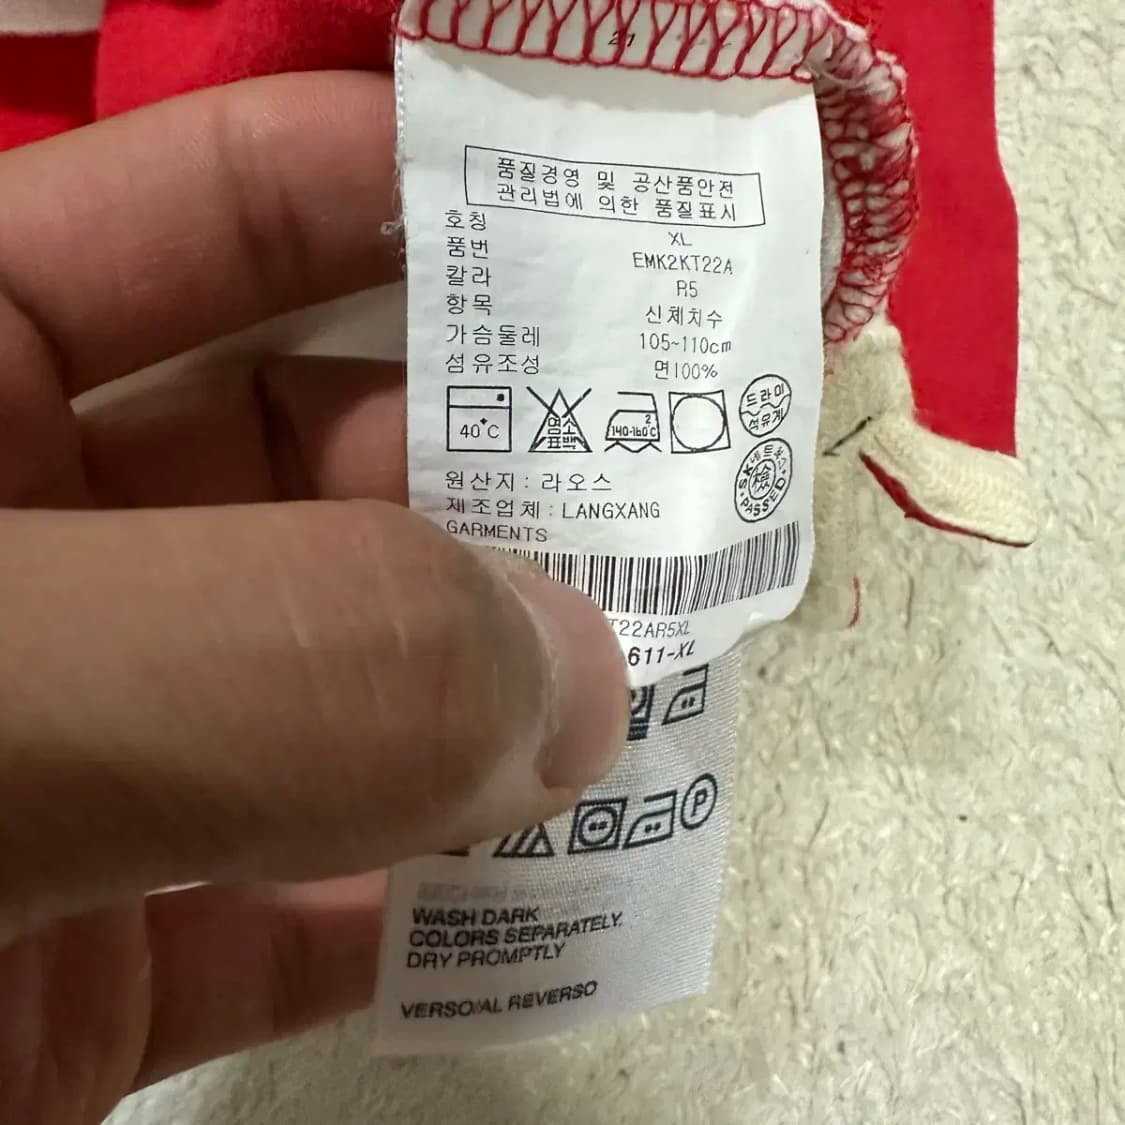 21
품질경영 및 공산품안전
관리법에 의한 품질표시
호칭 XL
품번 EMK2KT22A
칼라 R5
항목 신체치수
가슴둘레 105~110cm
섬유조성 면100%
40°C
염소
표백
2
140-160°C
드라이
석유계
PASSED
원산지 : 라오스
제조업체 : LANGXANG
GARMENTS
T22AR5XL
611-XL
P
WASH DARK
COLORS SEPARATELY.
DRY PROMPTLY
VERSO/AL REVERSO